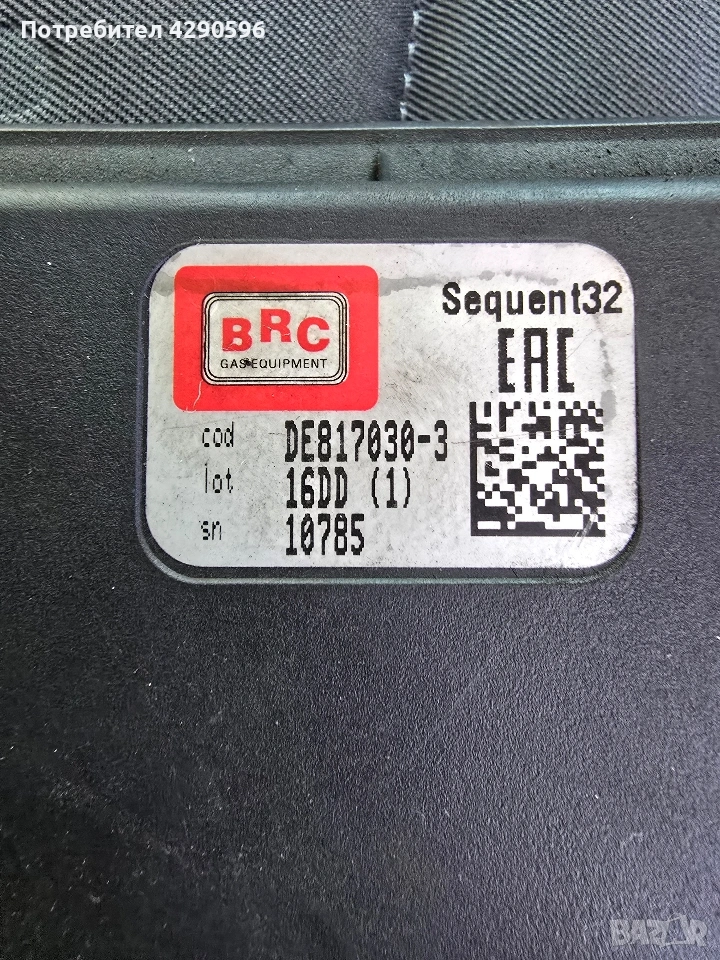 Потребител 4290596
BRC
GAS EQUIPMENT
Sequent32
EAC
cod DE817030-3
lot 16DD (1)
sn 10785
BAZAR